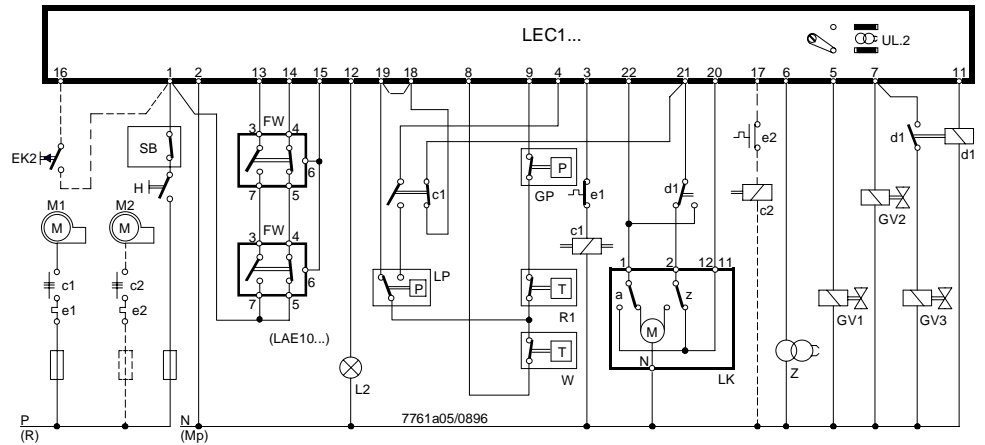 LEC1...
UL.2
16 1 2 13 14 15 12 19 18 8 9 4 3 22 21 20 17 6 5 7 11
3 FW 4
6
7 5
3 FW 4
6
7 5
(LAE10...)
EK2
SB
H
M1
M
M2
M
c1
c2
e1
e2
c1
LP
P
P
GP
T
R1
T
W
e1
c1
d1
1 2 12 11
a z
M
N
LK
e2
c2
d1
d1
GV2
GV1
GV3
Z
L2
7761a05/0896
P
(R)
N
(Mp)